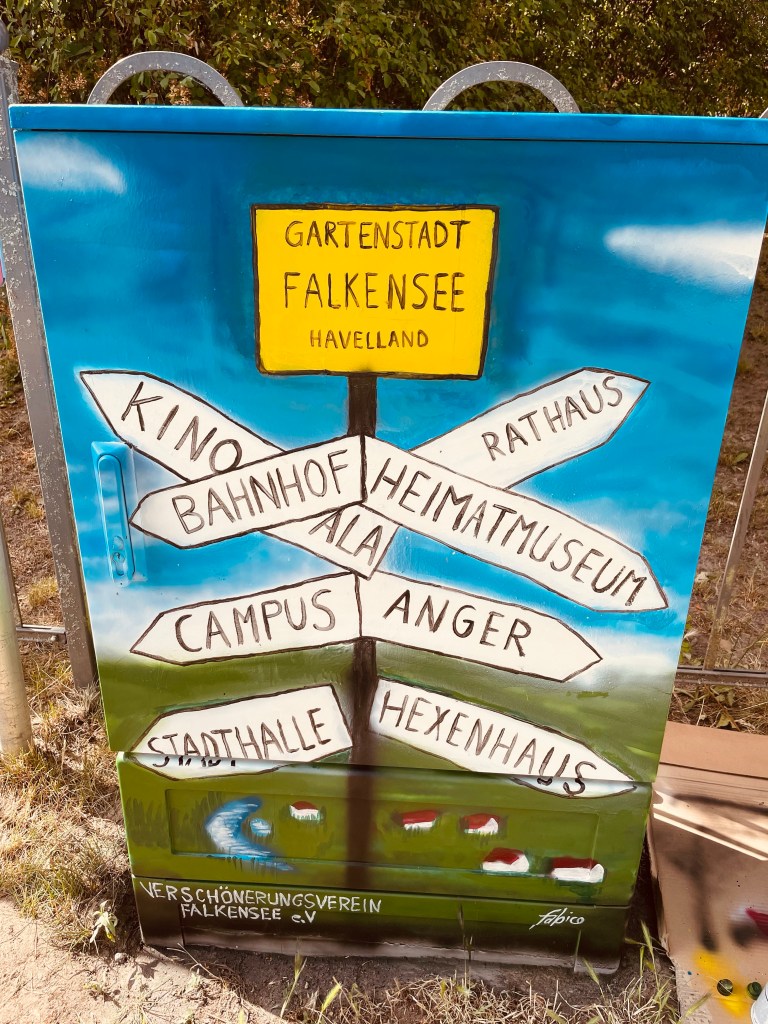 GARTENSTADT
FALKENSEE
HAVELLAND
KINO
RATHAUS
BAHNHOF
HEIMATMUSEUM
ALA
CAMPUS
ANGER
STADTHALLE
HEXENHAUS
VERSCHÖNERUNGSVEREIN
FALKENSEE e.V
fabico